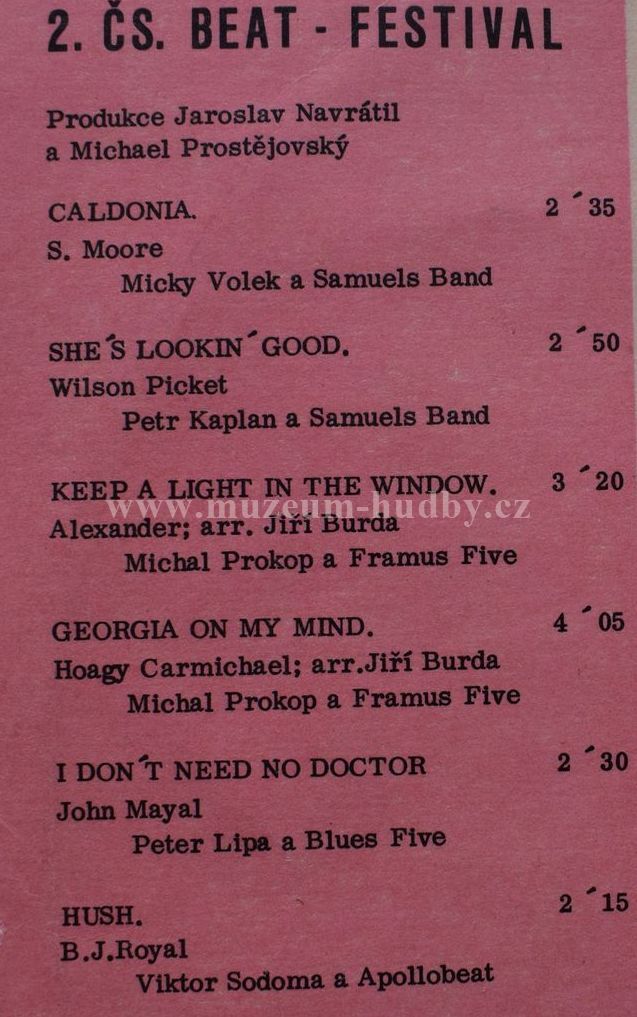 2. ČS. BEAT - FESTIVAL
Produkce Jaroslav Navrátil
a Michael Prostějovský
CALDONIA. 2 ´35
S. Moore
Micky Volek a Samuels Band
SHE´S LOOKIN´GOOD. 2 ´50
Wilson Picket
Petr Kaplan a Samuels Band
KEEP A LIGHT IN THE WINDOW. 3 ´20
www.muzeum-hudby.cz
Alexander; arr. Jiří Burda
Michal Prokop a Framus Five
GEORGIA ON MY MIND. 4 ´05
Hoagy Carmichael; arr.Jiří Burda
Michal Prokop a Framus Five
I DON´T NEED NO DOCTOR 2 ´30
John Mayal
Peter Lipa a Blues Five
HUSH. 2 ´15
B.J.Royal
Viktor Sodoma a Apollobeat